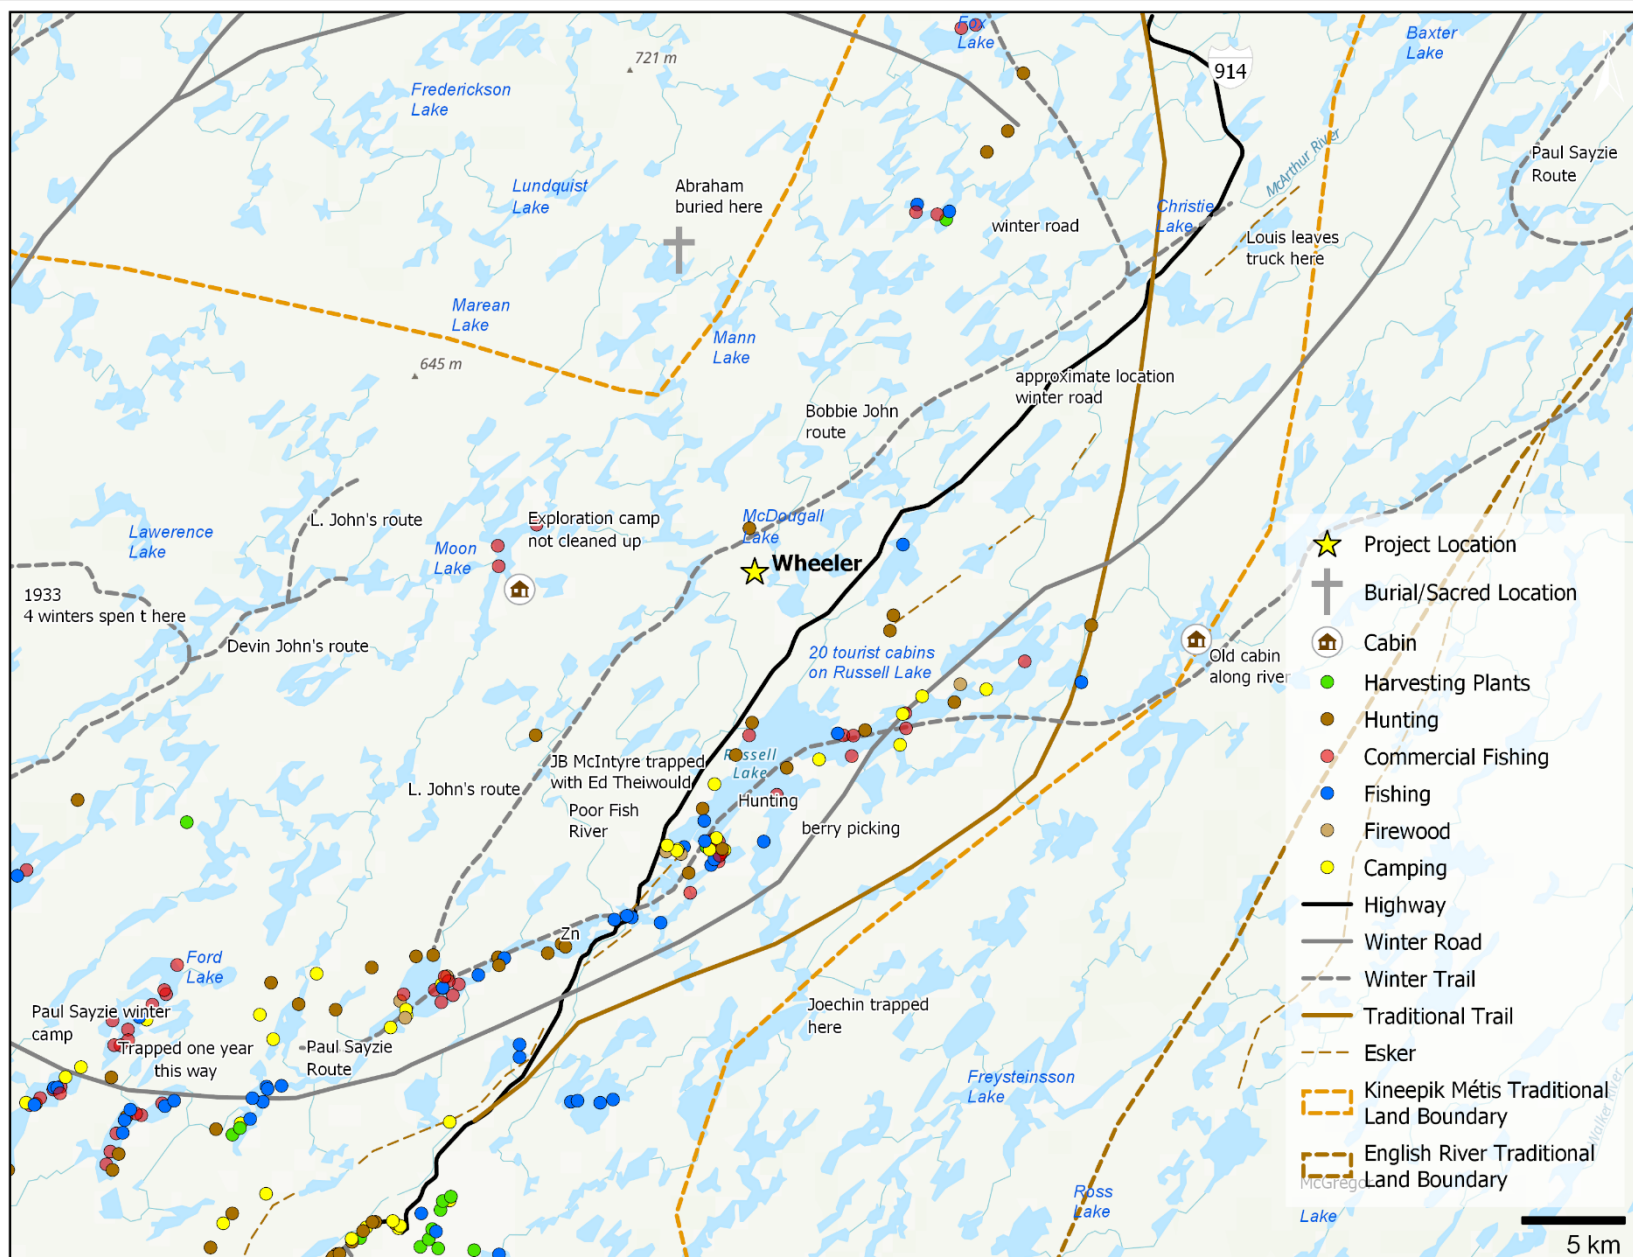 Fox
Lake
Baxter
Lake
721 m
914
Frederickson
Lake
McArthur River
Paul Sayzie
Route
Lundquist
Lake
Abraham
buried here
Christie
Lake
winter road
Louis leaves
truck here
Marean
Lake
Mann
Lake
645 m
approximate location
winter road
Bobbie John
route
L. John's route
Exploration camp
not cleaned up
McDougall
Lake
Lawerence
Lake
Moon
Lake
Wheeler
1933
4 winters spen t here
Devin John's route
20 tourist cabins
on Russell Lake
Old cabin
along river
JB McIntyre trapped
with Ed Theiwould
Russell
Lake
L. John's route
Hunting
Poor Fish
River
berry picking
Zn
Ford
Lake
Paul Sayzie winter
camp
Joechin trapped
here
Trapped one year
this way
Paul Sayzie
Route
Freysteinsson
Lake
Ross
Lake
Walker River
McGregor
Lake
Project Location
Burial/Sacred Location
Cabin
Harvesting Plants
Hunting
Commercial Fishing
Fishing
Firewood
Camping
Highway
Winter Road
Winter Trail
Traditional Trail
Esker
Kineepik Métis Traditional
Land Boundary
English River Traditional
Land Boundary
5 km